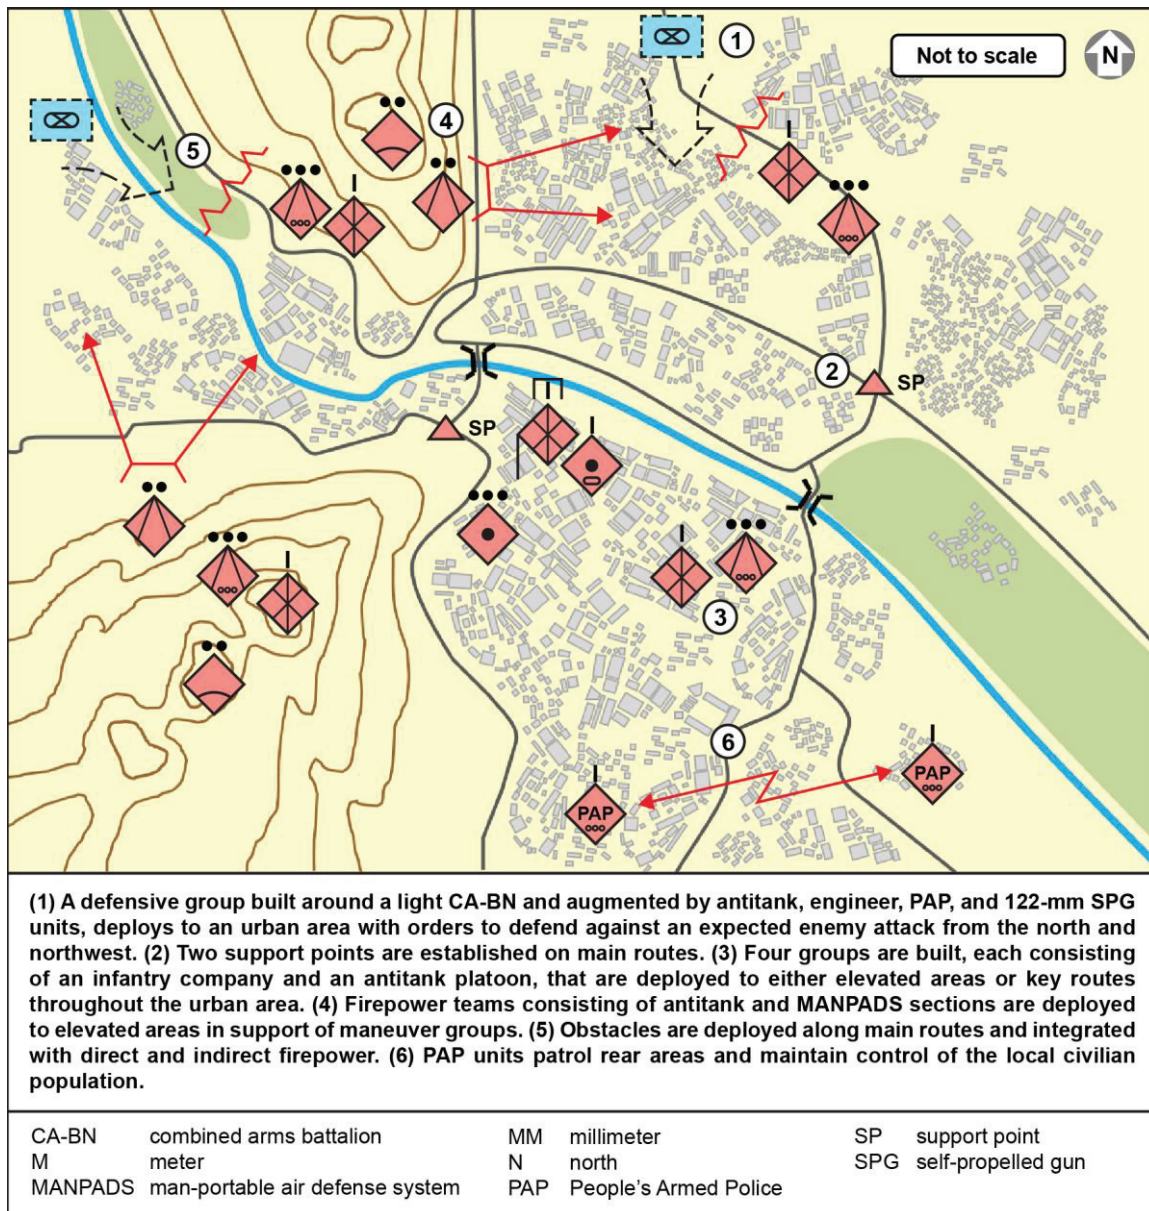 1
Not to scale
N
4
5
2
SP
SP
3
6
PAP
PAP
(1) A defensive group built around a light CA-BN and augmented by antitank, engineer, PAP, and 122-mm SPG
units, deploys to an urban area with orders to defend against an expected enemy attack from the north and
northwest. (2) Two support points are established on main routes. (3) Four groups are built, each consisting
of an infantry company and an antitank platoon, that are deployed to either elevated areas or key routes
throughout the urban area. (4) Firepower teams consisting of antitank and MANPADS sections are deployed
to elevated areas in support of maneuver groups. (5) Obstacles are deployed along main routes and integrated
with direct and indirect firepower. (6) PAP units patrol rear areas and maintain control of the local civilian
population.
CA-BN combined arms battalion
M meter
MANPADS man-portable air defense system
MM millimeter
N north
PAP People's Armed Police
SP support point
SPG self-propelled gun